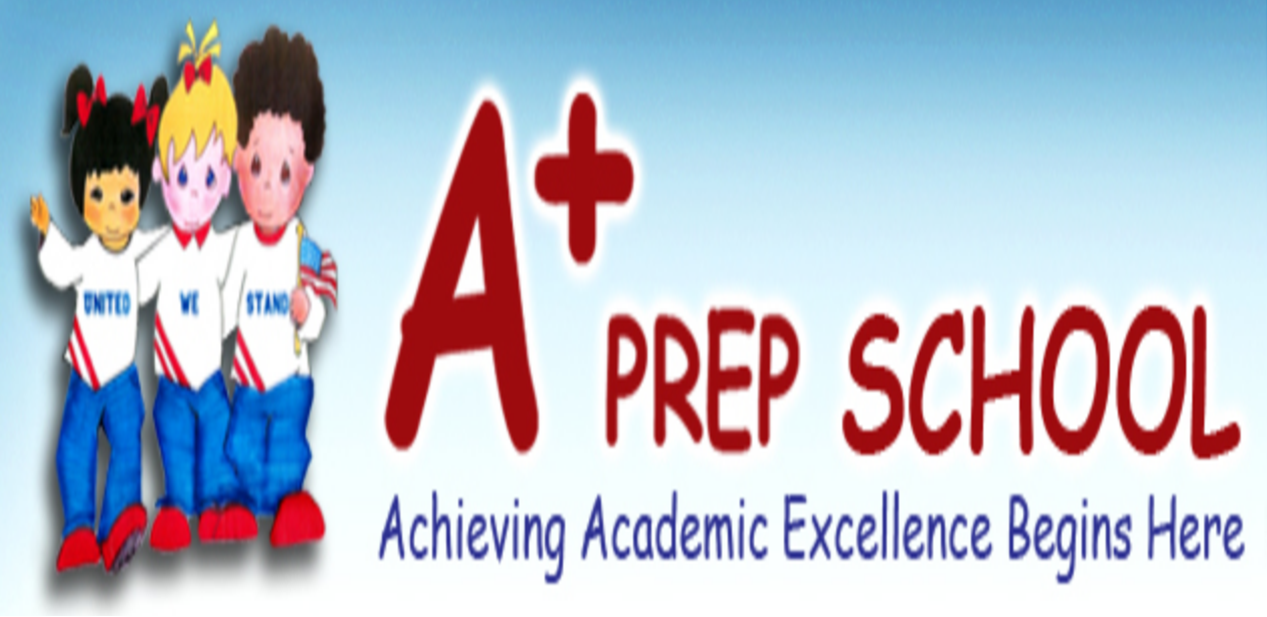 A+ PREP SCHOOL
UNITED WE STAND
Achieving Academic Excellence Begins Here